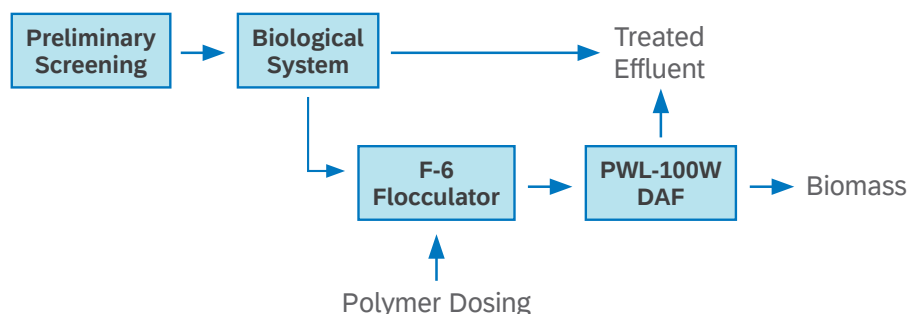 Preliminary
Screening
Biological
System
Treated
Effluent
F-6
Flocculator
PWL-100W
DAF
Biomass
Polymer Dosing